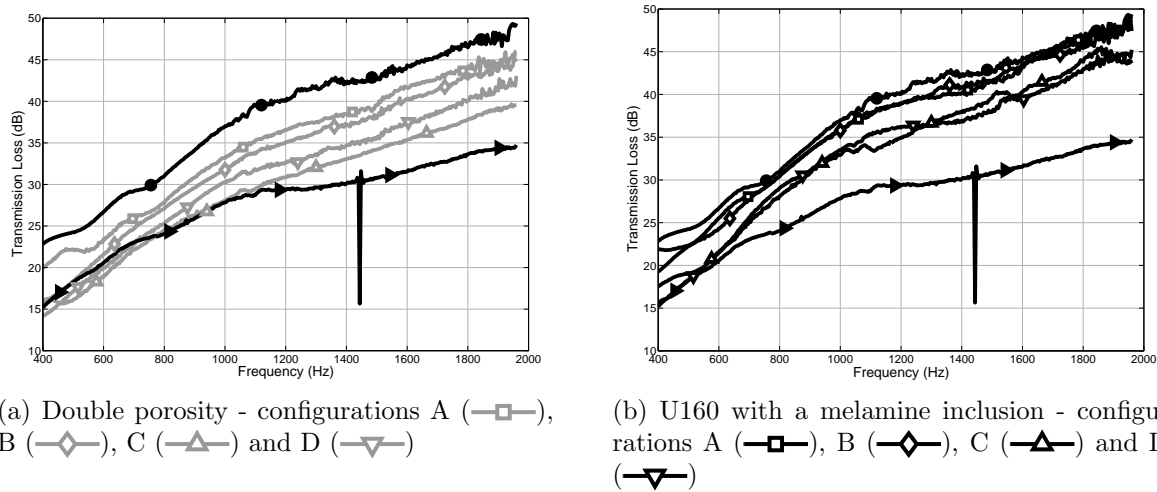 50
45
40
35
30
25
20
15
10
Transmission Loss (dB)
400 600 800 1000 1200 1400 1600 1800 2000
Frequency (Hz)
(a) Double porosity - configurations A (—□—),
B (—◇—), C (—△—) and D (—▽—)
50
45
40
35
30
25
20
15
10
Transmission Loss (dB)
400 600 800 1000 1200 1400 1600 1800 2000
Frequency (Hz)
(b) U160 with a melamine inclusion - configu
rations A (—□—), B (—◇—), C (—△—) and D
(—▽—)